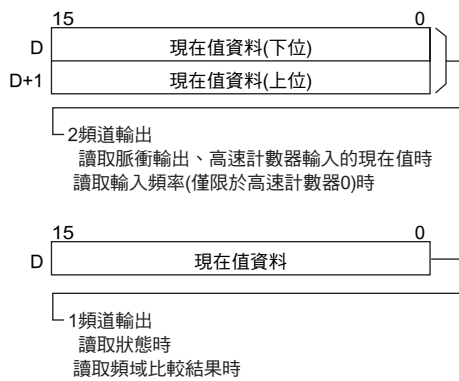 15 0
D 現在值資料(下位)
D+1 現在值資料(上位)
2頻道輸出
讀取脈衝輸出、高速計數器輸入的現在值時
讀取輸入頻率(僅限於高速計數器0)時
15 0
D 現在值資料
1頻道輸出
讀取狀態時
讀取頻域比較結果時